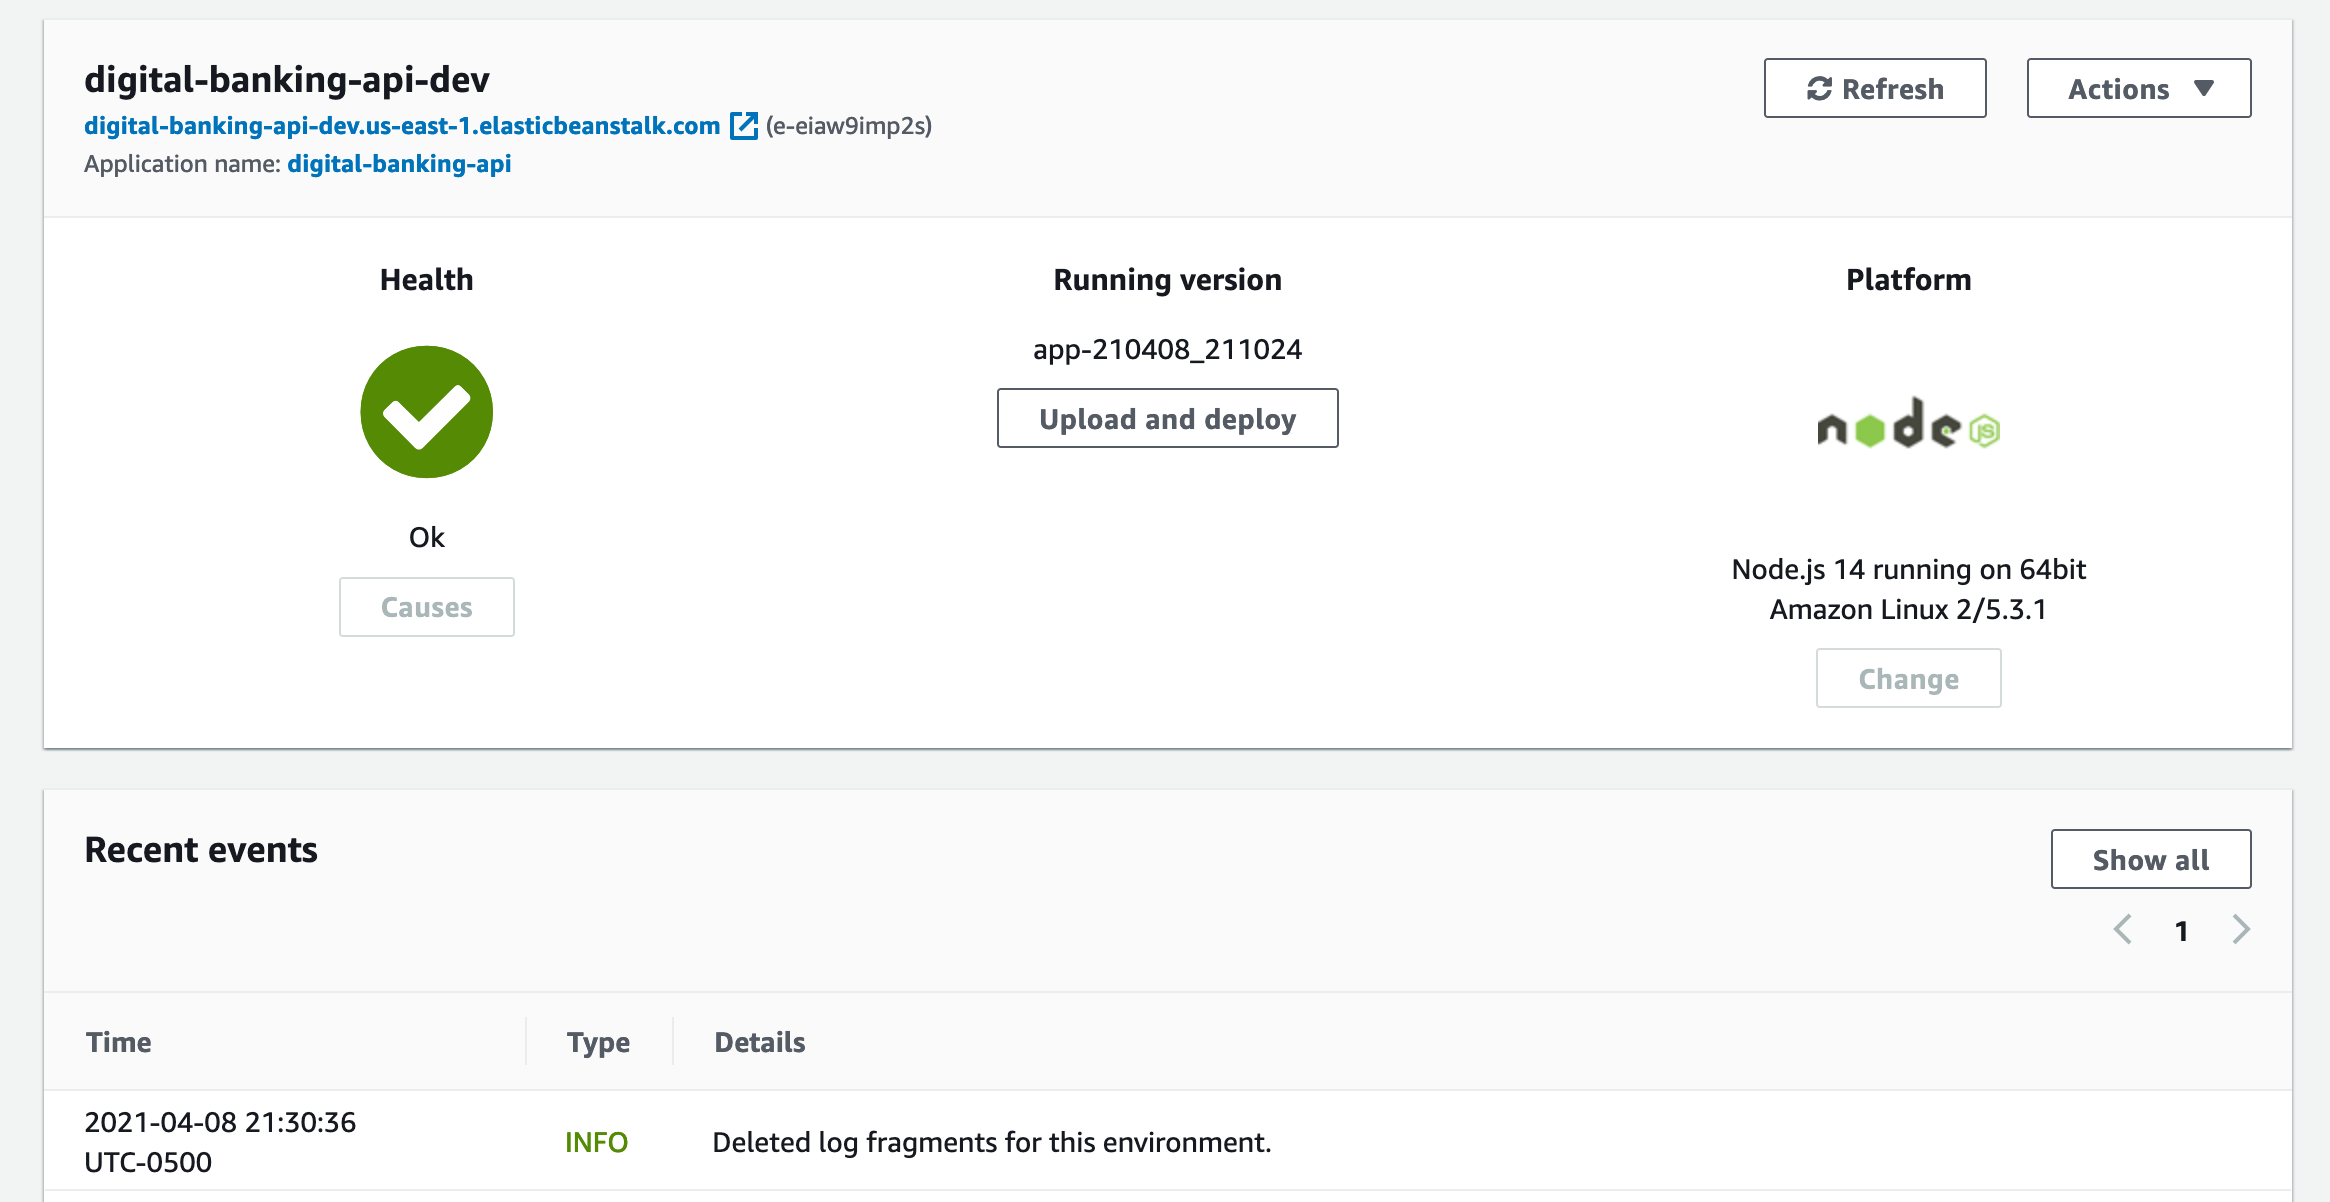 digital-banking-api-dev
Refresh
Actions
digital-banking-api-dev.us-east-1.elasticbeanstalk.com (e-eiaw9imp2s)
Application name: digital-banking-api
Health
Running version
Platform
app-210408_211024
Upload and deploy
node JS
Ok
Causes
Node.js 14 running on 64bit
Amazon Linux 2/5.3.1
Change
Recent events
Show all
1
Time
Type
Details
2021-04-08 21:30:36
UTC-0500
INFO
Deleted log fragments for this environment.